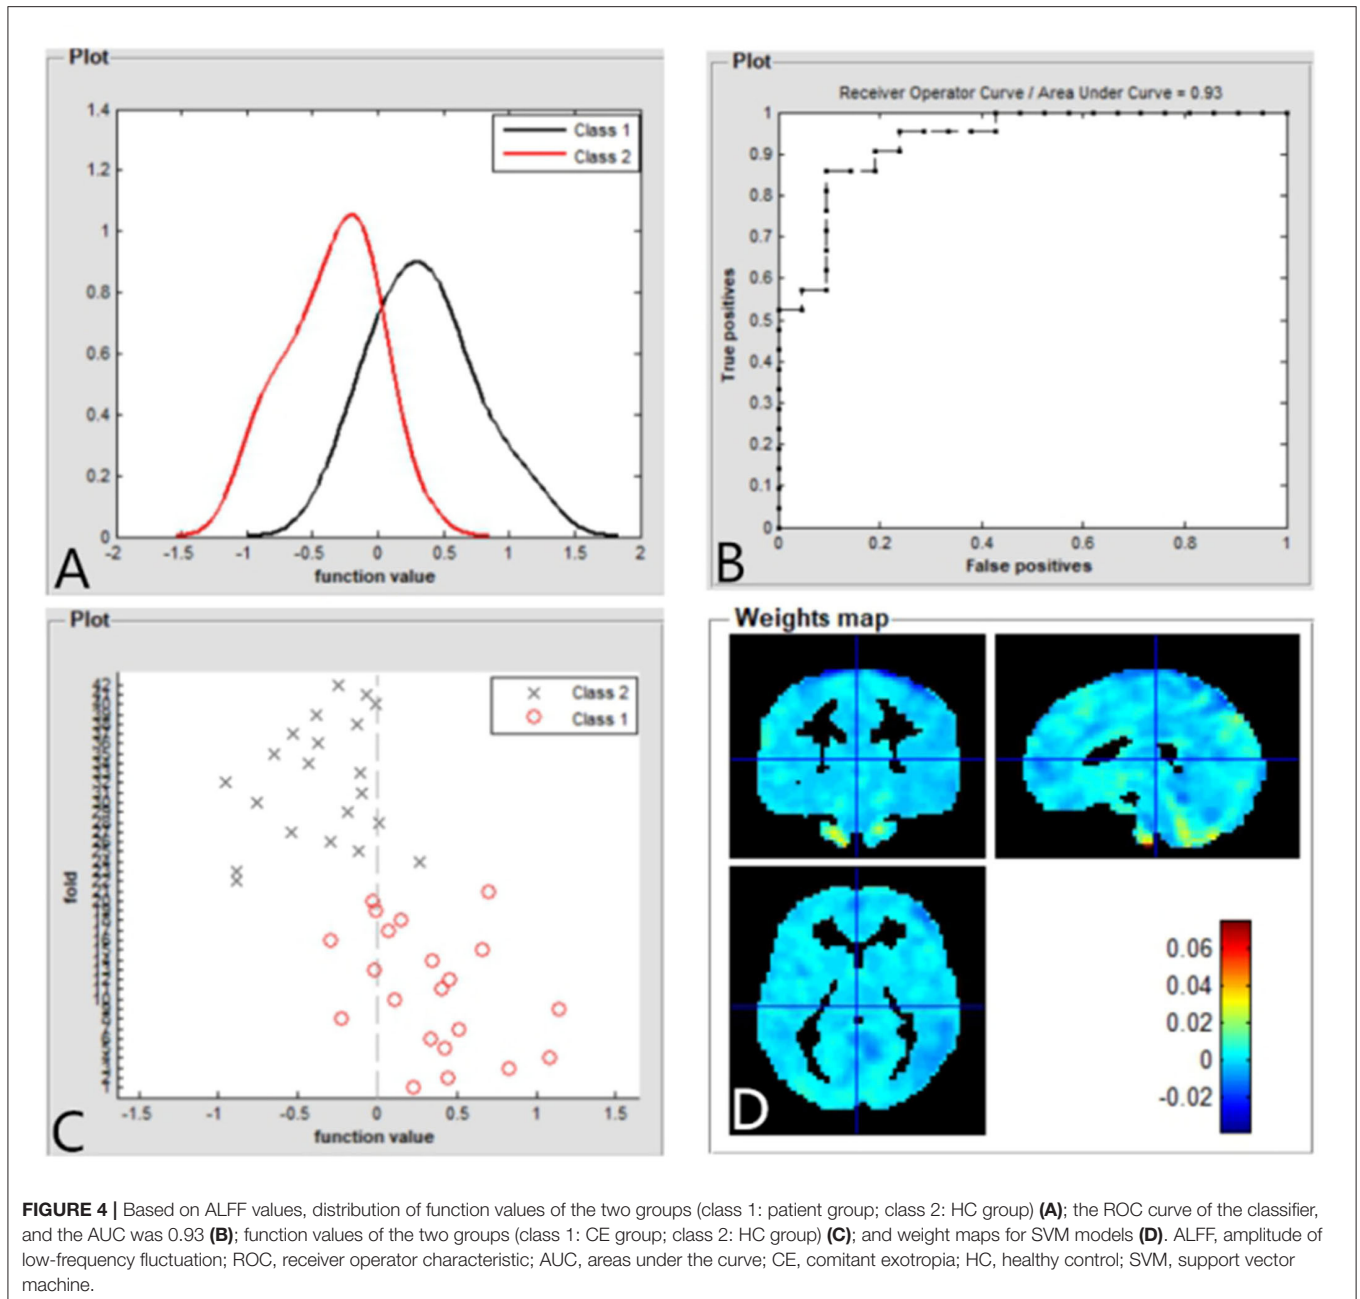 Plot
1.4
1.2
1
0.8
0.6
0.4
0.2
0
-2 -1.5 -1 -0.5 0 0.5 1 1.5 2
function value
Class 1
Class 2
A
Plot
Receiver Operator Curve / Area Under Curve = 0.93
1
0.9
0.8
0.7
0.6
0.5
0.4
0.3
0.2
0.1
0
0 0.2 0.4 0.6 0.8 1
True positives
False positives
B
Plot
Class 2
Class 1
42
fold
-1.5 -1 -0.5 0 0.5 1 1.5
function value
C
Weights map
0.06
0.04
0.02
0
-0.02
D
FIGURE 4 | Based on ALFF values, distribution of function values of the two groups (class 1: patient group; class 2: HC group) (A); the ROC curve of the classifier,
and the AUC was 0.93 (B); function values of the two groups (class 1: CE group; class 2: HC group) (C); and weight maps for SVM models (D). ALFF, amplitude of
low-frequency fluctuation; ROC, receiver operator characteristic; AUC, areas under the curve; CE, comitant exotropia; HC, healthy control; SVM, support vector
machine.